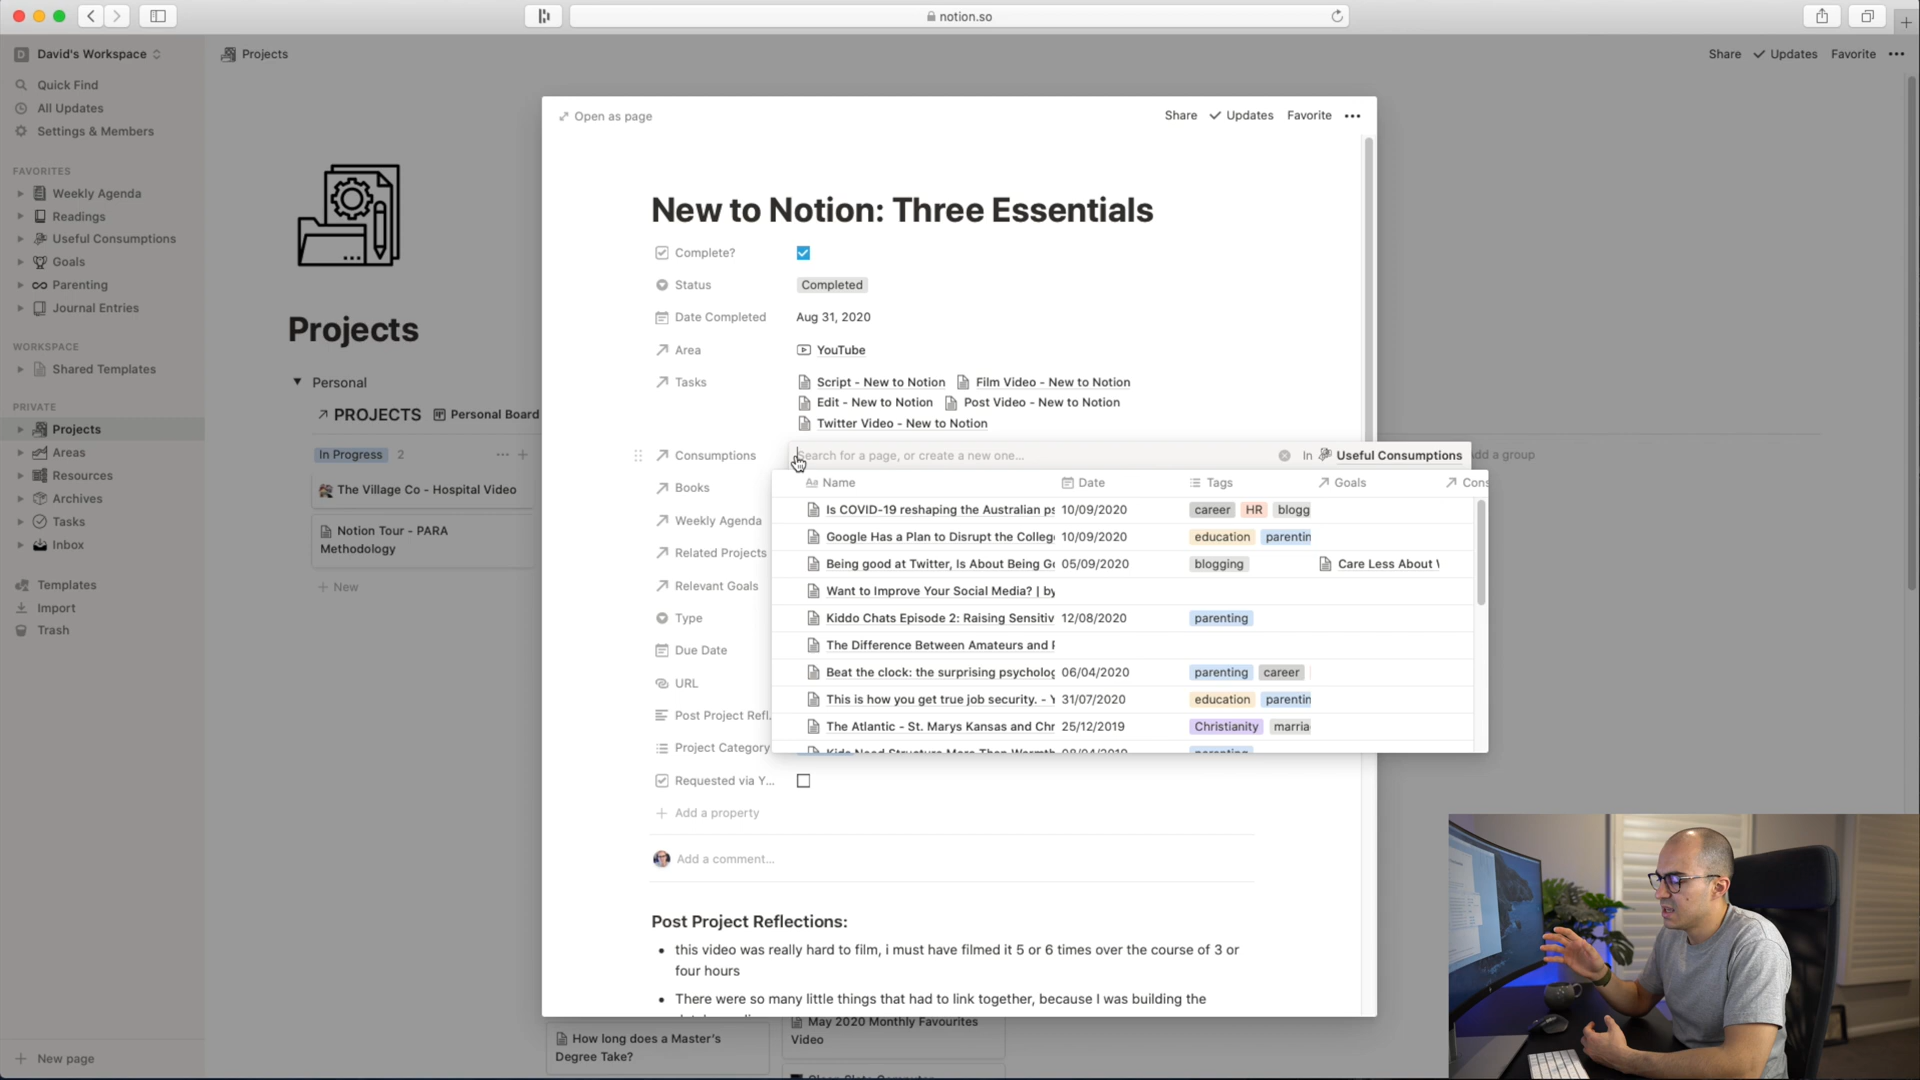 notion.so
David's Workspace
Projects
Share Updates Favorite
Quick Find
All Updates
Settings & Members
FAVORITES
Weekly Agenda
Readings
Useful Consumptions
Goals
Parenting
Journal Entries
WORKSPACE
Shared Templates
PRIVATE
Projects
Areas
Resources
Archives
Tasks
Inbox
Templates
Import
Trash
New page
Projects
Personal
PROJECTS Personal Board
In Progress 2
The Village Co - Hospital Video
Notion Tour - PARA
Methodology
New
Open as page
Share Updates Favorite
New to Notion: Three Essentials
Complete?
Status Completed
Date Completed Aug 31, 2020
Area YouTube
Tasks Script - New to Notion Film Video - New to Notion
Edit - New to Notion Post Video - New to Notion
Twitter Video - New to Notion
Consumptions Search for a page, or create a new one... In Useful Consumptions dd a group
Books
Weekly Agenda
Related Projects
Relevant Goals
Type
Due Date
URL
Post Project Refl...
Project Category
Requested via Y...
Add a property
Name Date Tags Goals Cons
Is COVID-19 reshaping the Australian ps 10/09/2020 career HR blogg
Google Has a Plan to Disrupt the Colleg 10/09/2020 education parentin
Being good at Twitter, Is About Being G 05/09/2020 blogging Care Less About
Want to Improve Your Social Media? | by
Kiddo Chats Episode 2: Raising Sensitiv 12/08/2020 parenting
The Difference Between Amateurs and
Beat the clock: the surprising psycholog 06/04/2020 parenting career
This is how you get true job security. - 31/07/2020 education parentin
The Atlantic - St. Marys Kansas and Chr 25/12/2019 Christianity marria
Kids Need Structure More Than Warmth 08/04/2019 parenting
Add a comment...
Post Project Reflections:
this video was really hard to film, i must have filmed it 5 or 6 times over the course of 3 or
four hours
There were so many little things that had to link together, because I was building the
How long does a Master's
Degree Take?
May 2020 Monthly Favourites
Video